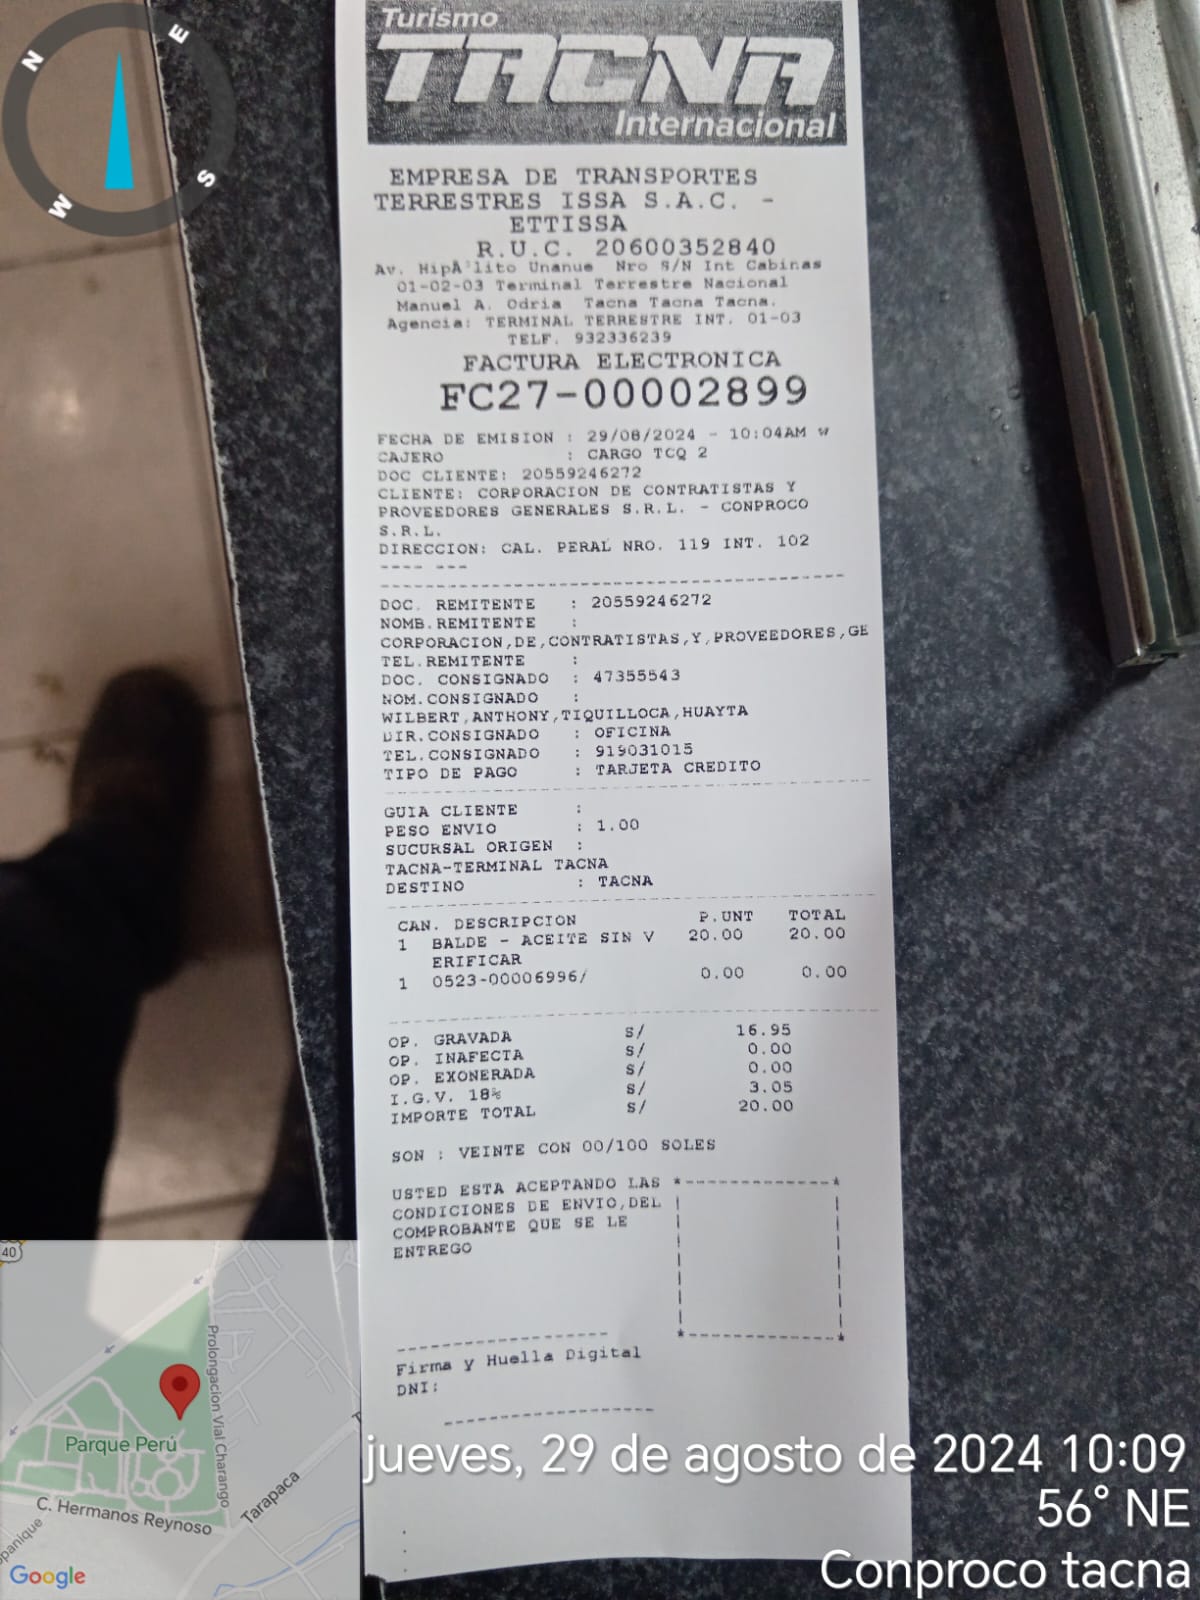 N
E
S
W
Turismo
TACNA
Internacional
EMPRESA DE TRANSPORTES
TERRESTRES ISSA S.A.C. -
ETTISSA
R.U.C. 20600352840
Av. HipÃ³lito Unanue Nro S/N Int Cabinas
01-02-03 Terminal Terrestre Nacional
Manuel A. Odria Tacna Tacna Tacna.
Agencia: TERMINAL TERRESTRE INT. 01-03
TELF. 932336239
FACTURA ELECTRONICA
FC27-00002899
FECHA DE EMISION : 29/08/2024 - 10:04AM W
CAJERO : CARGO TCQ 2
DOC CLIENTE: 20559246272
CLIENTE: CORPORACION DE CONTRATISTAS Y
PROVEEDORES GENERALES S.R.L. - CONPROCO
S.R.L.
DIRECCION: CAL. PERAL NRO. 119 INT. 102
---- ---
DOC. REMITENTE : 20559246272
NOMB.REMITENTE :
CORPORACION,DE,CONTRATISTAS,Y,PROVEEDORES,GE
TEL.REMITENTE :
DOC. CONSIGNADO : 47355543
NOM.CONSIGNADO :
WILBERT,ANTHONY,TIQUILLOCA,HUAYTA
DIR.CONSIGNADO : OFICINA
TEL.CONSIGNADO : 919031015
TIPO DE PAGO : TARJETA CREDITO
GUIA CLIENTE :
PESO ENVIO : 1.00
SUCURSAL ORIGEN :
TACNA-TERMINAL TACNA
DESTINO : TACNA
CAN. DESCRIPCION P.UNT TOTAL
1 BALDE - ACEITE SIN V 20.00 20.00
ERIFICAR
1 0523-00006996/ 0.00 0.00
OP. GRAVADA S/ 16.95
OP. INAFECTA S/ 0.00
OP. EXONERADA S/ 0.00
I.G.V. 18% S/ 3.05
IMPORTE TOTAL S/ 20.00
SON : VEINTE CON 00/100 SOLES
USTED ESTA ACEPTANDO LAS
CONDICIONES DE ENVIO,DEL
COMPROBANTE QUE SE LE
ENTREGO
Firma y Huella Digital
DNI:
40
Prolongacion Vial Charango
Parque Perú
C. Hermanos Reynoso
Tarapaca
Google
jueves, 29 de agosto de 2024 10:09
56° NE
Conproco tacna